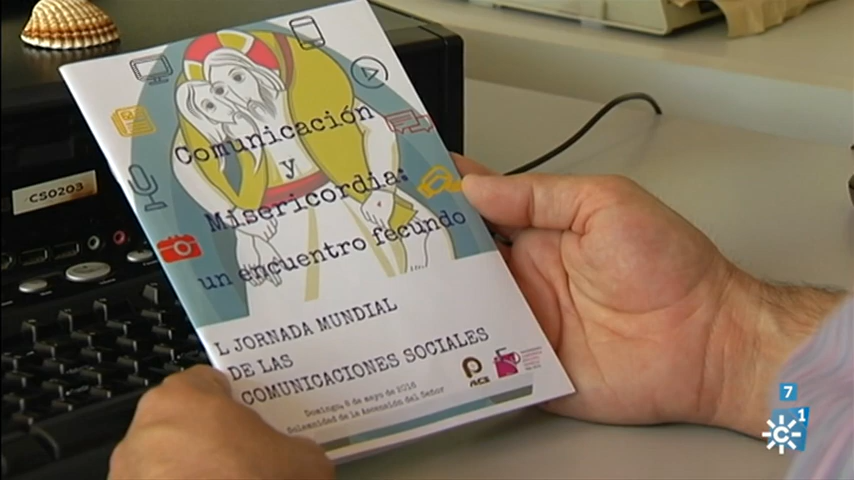 CS0203
Comunicación
y
Misericordia:
un encuentro fecundo
L JORNADA MUNDIAL
DE LAS
COMUNICACIONES SOCIALES
Domingo, 8 de mayo de 2016
Solemnidad de la Ascensión del Señor
ACS
7
1